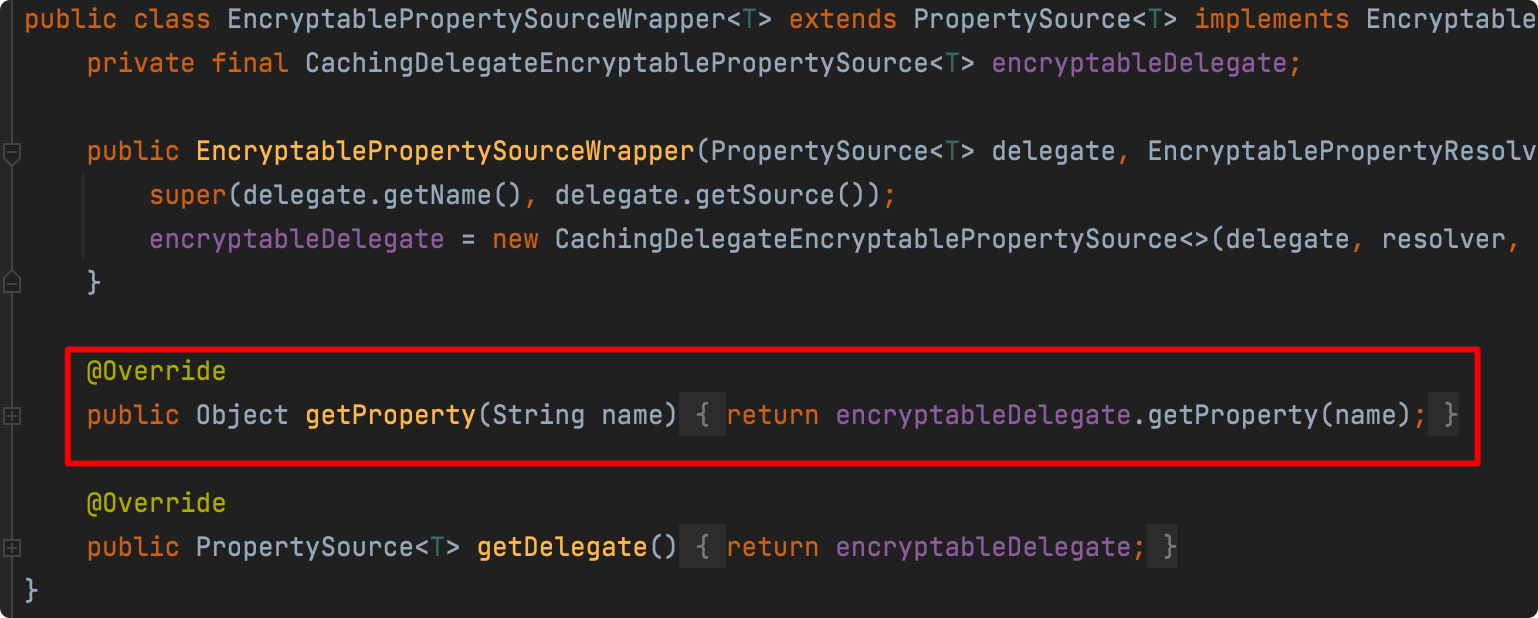 public class EncryptablePropertySourceWrapper<T> extends PropertySource<T> implements Encryptable
private final CachingDelegateEncryptablePropertySource<T> encryptableDelegate;
public EncryptablePropertySourceWrapper(PropertySource<T> delegate, EncryptablePropertyResolv
super(delegate.getName(), delegate.getSource());
encryptableDelegate = new CachingDelegateEncryptablePropertySource<>(delegate, resolver,
}
@Override
public Object getProperty(String name) { return encryptableDelegate.getProperty(name); }
@Override
public PropertySource<T> getDelegate() { return encryptableDelegate; }
}